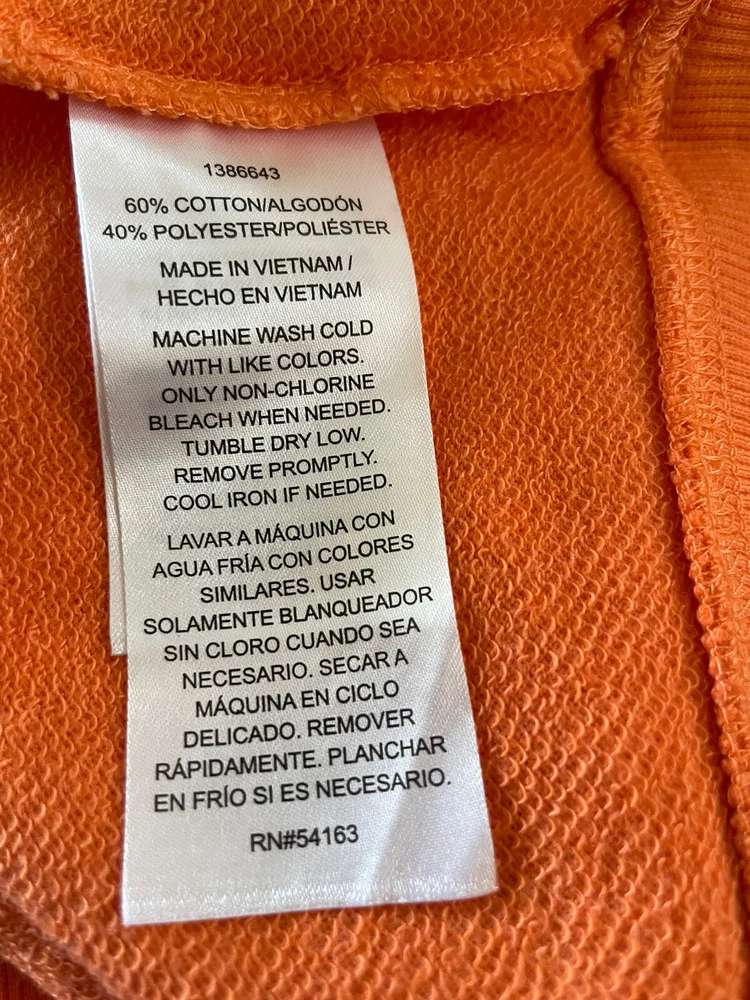 1386643
60% COTTON/ALGODÓN
40% POLYESTER/POLIÉSTER
MADE IN VIETNAM /
HECHO EN VIETNAM
MACHINE WASH COLD
WITH LIKE COLORS.
ONLY NON-CHLORINE
BLEACH WHEN NEEDED.
TUMBLE DRY LOW.
REMOVE PROMPTLY.
COOL IRON IF NEEDED.
LAVAR A MÁQUINA CON
AGUA FRÍA CON COLORES
SIMILARES. USAR
SOLAMENTE BLANQUEADOR
SIN CLORO CUANDO SEA
NECESARIO. SECAR A
MÁQUINA EN CICLO
DELICADO. REMOVER
RÁPIDAMENTE. PLANCHAR
EN FRÍO SI ES NECESARIO.
RN#54163